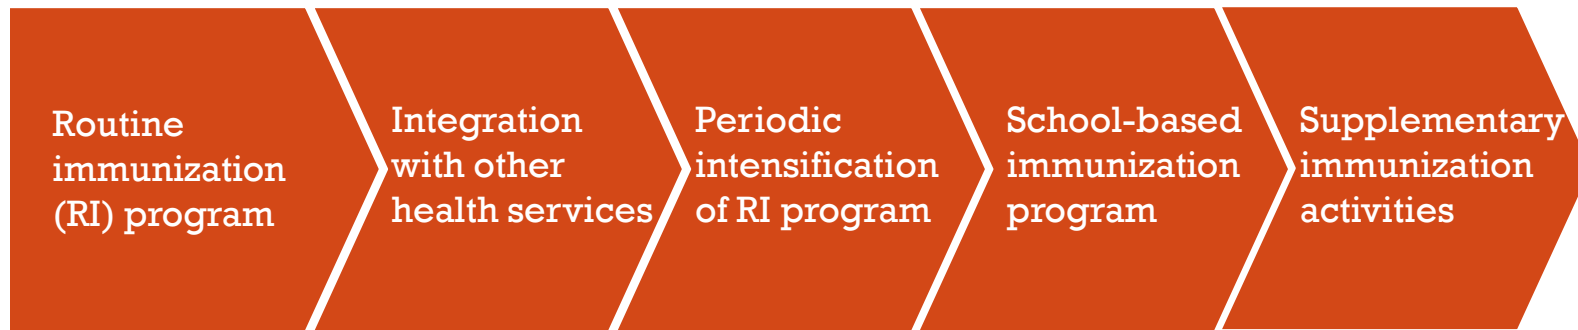 Routine
immunization
(RI) program
Integration
with other
health services
Periodic
intensification
of RI program
School-based
immunization
program
Supplementary
immunization
activities